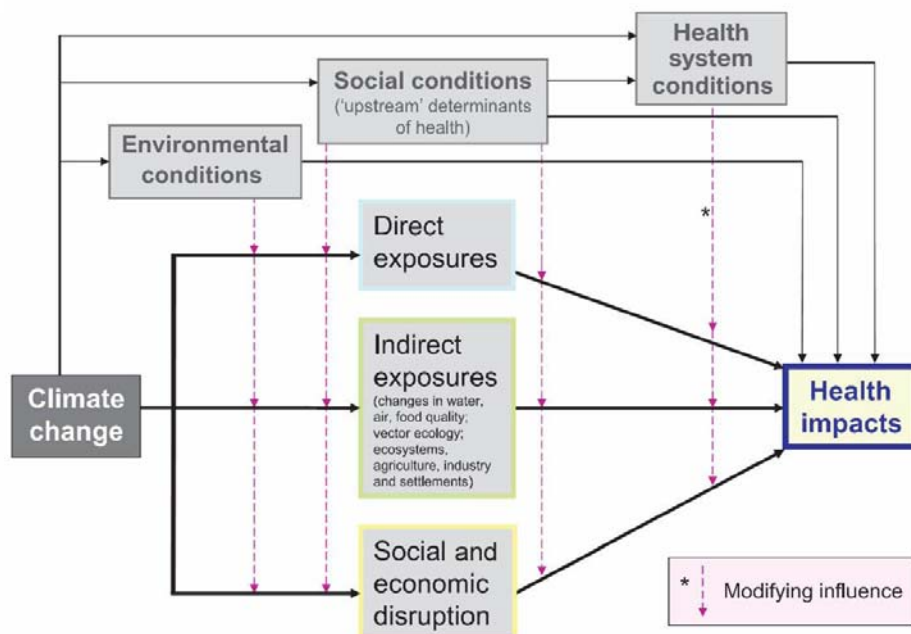 Health
system
conditions
Social conditions
(‘upstream’ determinants
of health)
Environmental
conditions
*
Direct
exposures
Indirect
exposures
(changes in water,
air, food quality;
vector ecology;
ecosystems,
agriculture, industry
and settlements)
Climate
change
Health
impacts
Social and
economic
disruption
* Modifying influence